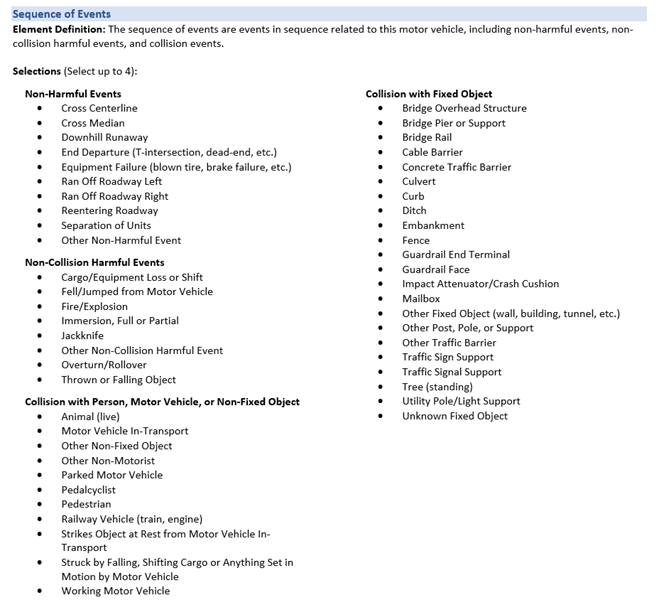 Sequence of Events
Element Definition: The sequence of events are events in sequence related to this motor vehicle, including non-harmful events, non-
collision harmful events, and collision events.
Selections (Select up to 4):
Non-Harmful Events
• Cross Centerline
• Cross Median
• Downhill Runaway
• End Departure (T-intersection, dead-end, etc.)
• Equipment Failure (blown tire, brake failure, etc.)
• Ran Off Roadway Left
• Ran Off Roadway Right
• Reentering Roadway
• Separation of Units
• Other Non-Harmful Event
Non-Collision Harmful Events
• Cargo/Equipment Loss or Shift
• Fell/Jumped from Motor Vehicle
• Fire/Explosion
• Immersion, Full or Partial
• Jackknife
• Other Non-Collision Harmful Event
• Overturn/Rollover
• Thrown or Falling Object
Collision with Person, Motor Vehicle, or Non-Fixed Object
• Animal (live)
• Motor Vehicle In-Transport
• Other Non-Fixed Object
• Other Non-Motorist
• Parked Motor Vehicle
• Pedalcyclist
• Pedestrian
• Railway Vehicle (train, engine)
• Strikes Object at Rest from Motor Vehicle In-
Transport
• Struck by Falling, Shifting Cargo or Anything Set in
Motion by Motor Vehicle
• Working Motor Vehicle
Collision with Fixed Object
• Bridge Overhead Structure
• Bridge Pier or Support
• Bridge Rail
• Cable Barrier
• Concrete Traffic Barrier
• Culvert
• Curb
• Ditch
• Embankment
• Fence
• Guardrail End Terminal
• Guardrail Face
• Impact Attenuator/Crash Cushion
• Mailbox
• Other Fixed Object (wall, building, tunnel, etc.)
• Other Post, Pole, or Support
• Other Traffic Barrier
• Traffic Sign Support
• Traffic Signal Support
• Tree (standing)
• Utility Pole/Light Support
• Unknown Fixed Object